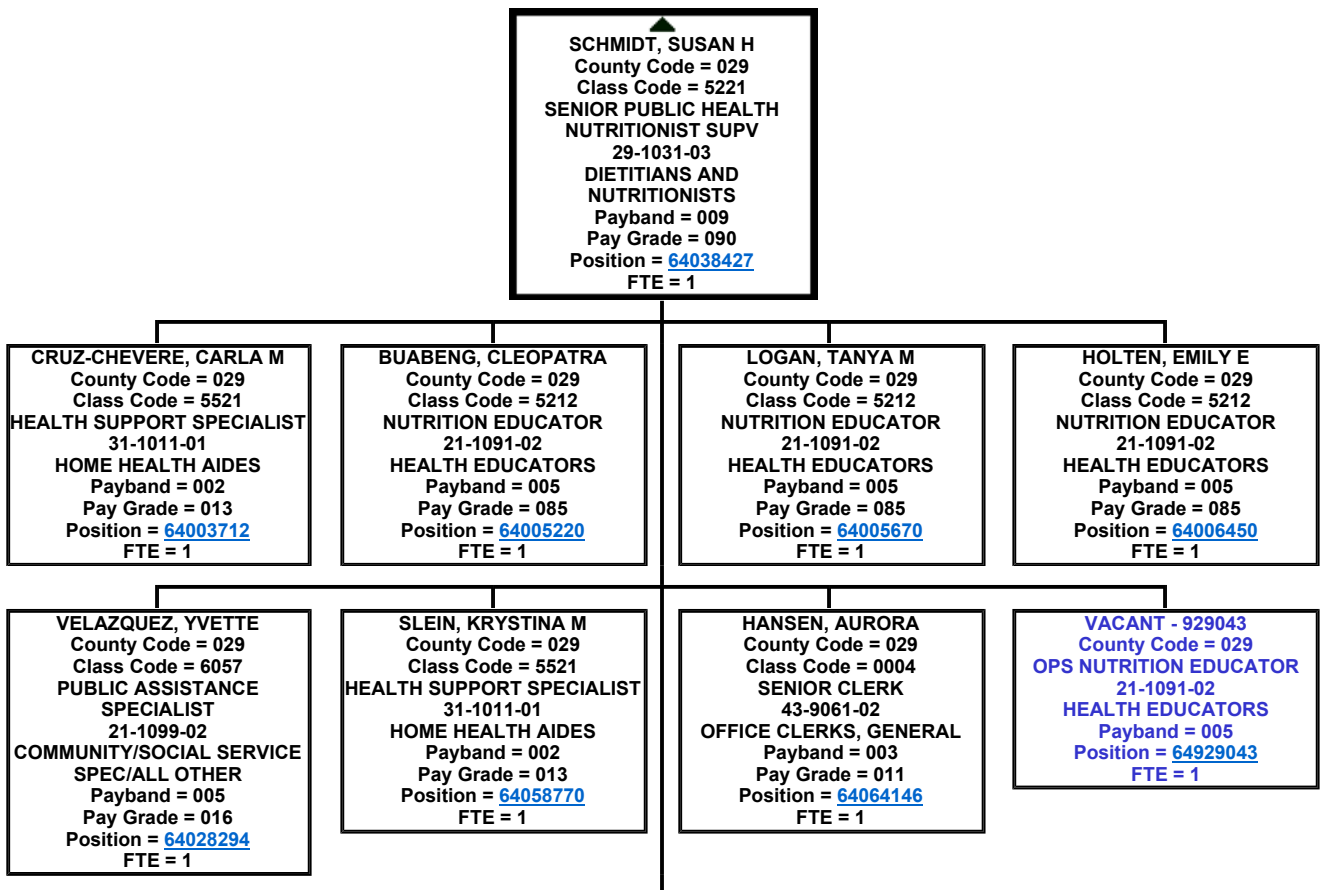 SCHMIDT, SUSAN H
County Code = 029
Class Code = 5221
SENIOR PUBLIC HEALTH
NUTRITIONIST SUPV
29-1031-03
DIETITIANS AND
NUTRITIONISTS
Payband = 009
Pay Grade = 090
Position = 64038427
FTE = 1
CRUZ-CHEVERE, CARLA M
County Code = 029
Class Code = 5521
HEALTH SUPPORT SPECIALIST
31-1011-01
HOME HEALTH AIDES
Payband = 002
Pay Grade = 013
Position = 64003712
FTE = 1
BUABENG, CLEOPATRA
County Code = 029
Class Code = 5212
NUTRITION EDUCATOR
21-1091-02
HEALTH EDUCATORS
Payband = 005
Pay Grade = 085
Position = 64005220
FTE = 1
LOGAN, TANYA M
County Code = 029
Class Code = 5212
NUTRITION EDUCATOR
21-1091-02
HEALTH EDUCATORS
Payband = 005
Pay Grade = 085
Position = 64005670
FTE = 1
HOLTEN, EMILY E
County Code = 029
Class Code = 5212
NUTRITION EDUCATOR
21-1091-02
HEALTH EDUCATORS
Payband = 005
Pay Grade = 085
Position = 64006450
FTE = 1
VELAZQUEZ, YVETTE
County Code = 029
Class Code = 6057
PUBLIC ASSISTANCE
SPECIALIST
21-1099-02
COMMUNITY/SOCIAL SERVICE
SPEC/ALL OTHER
Payband = 005
Pay Grade = 016
Position = 64028294
FTE = 1
SLEIN, KRYSTINA M
County Code = 029
Class Code = 5521
HEALTH SUPPORT SPECIALIST
31-1011-01
HOME HEALTH AIDES
Payband = 002
Pay Grade = 013
Position = 64058770
FTE = 1
HANSEN, AURORA
County Code = 029
Class Code = 0004
SENIOR CLERK
43-9061-02
OFFICE CLERKS, GENERAL
Payband = 003
Pay Grade = 011
Position = 64064146
FTE = 1
VACANT - 929043
County Code = 029
OPS NUTRITION EDUCATOR
21-1091-02
HEALTH EDUCATORS
Payband = 005
Position = 64929043
FTE = 1